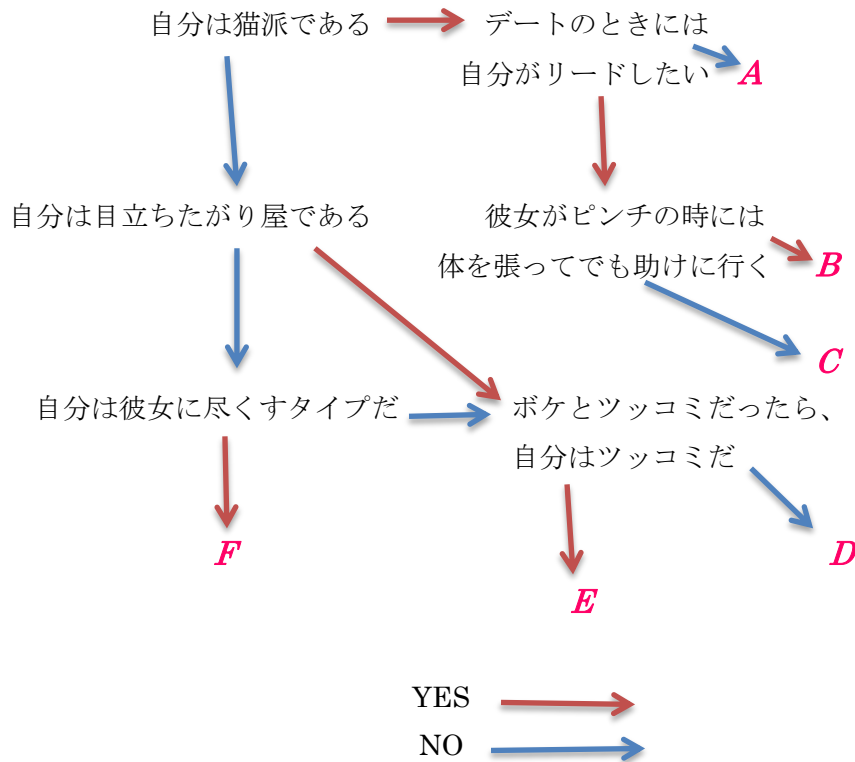 自分は猫派である
デートのときには
自分がリードしたい
A
自分は目立ちたがり屋である
彼女がピンチの時には
体を張ってでも助けに行く
B
C
自分は彼女に尽くすタイプだ
ボケとツッコミだったら、
自分はツッコミだ
F
E
D
YES
NO